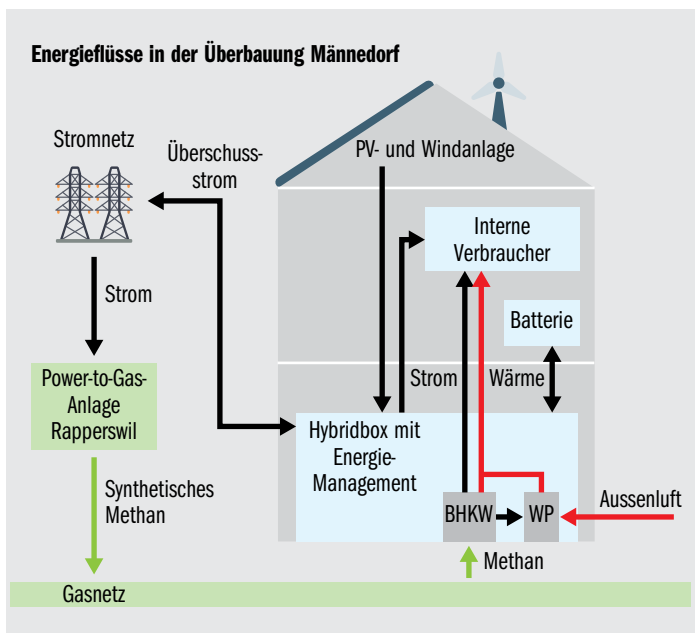 Energieflüsse in der Überbauung Männedorf
Stromnetz
Überschuss-
strom
PV- und Windanlage
Interne
Verbraucher
Strom
Batterie
Power-to-Gas-
Anlage
Rapperswil
Strom
Wärme
Hybridbox mit
Energie-
Management
Synthetisches
Methan
BHKW
WP
Aussenluft
Methan
Gasnetz